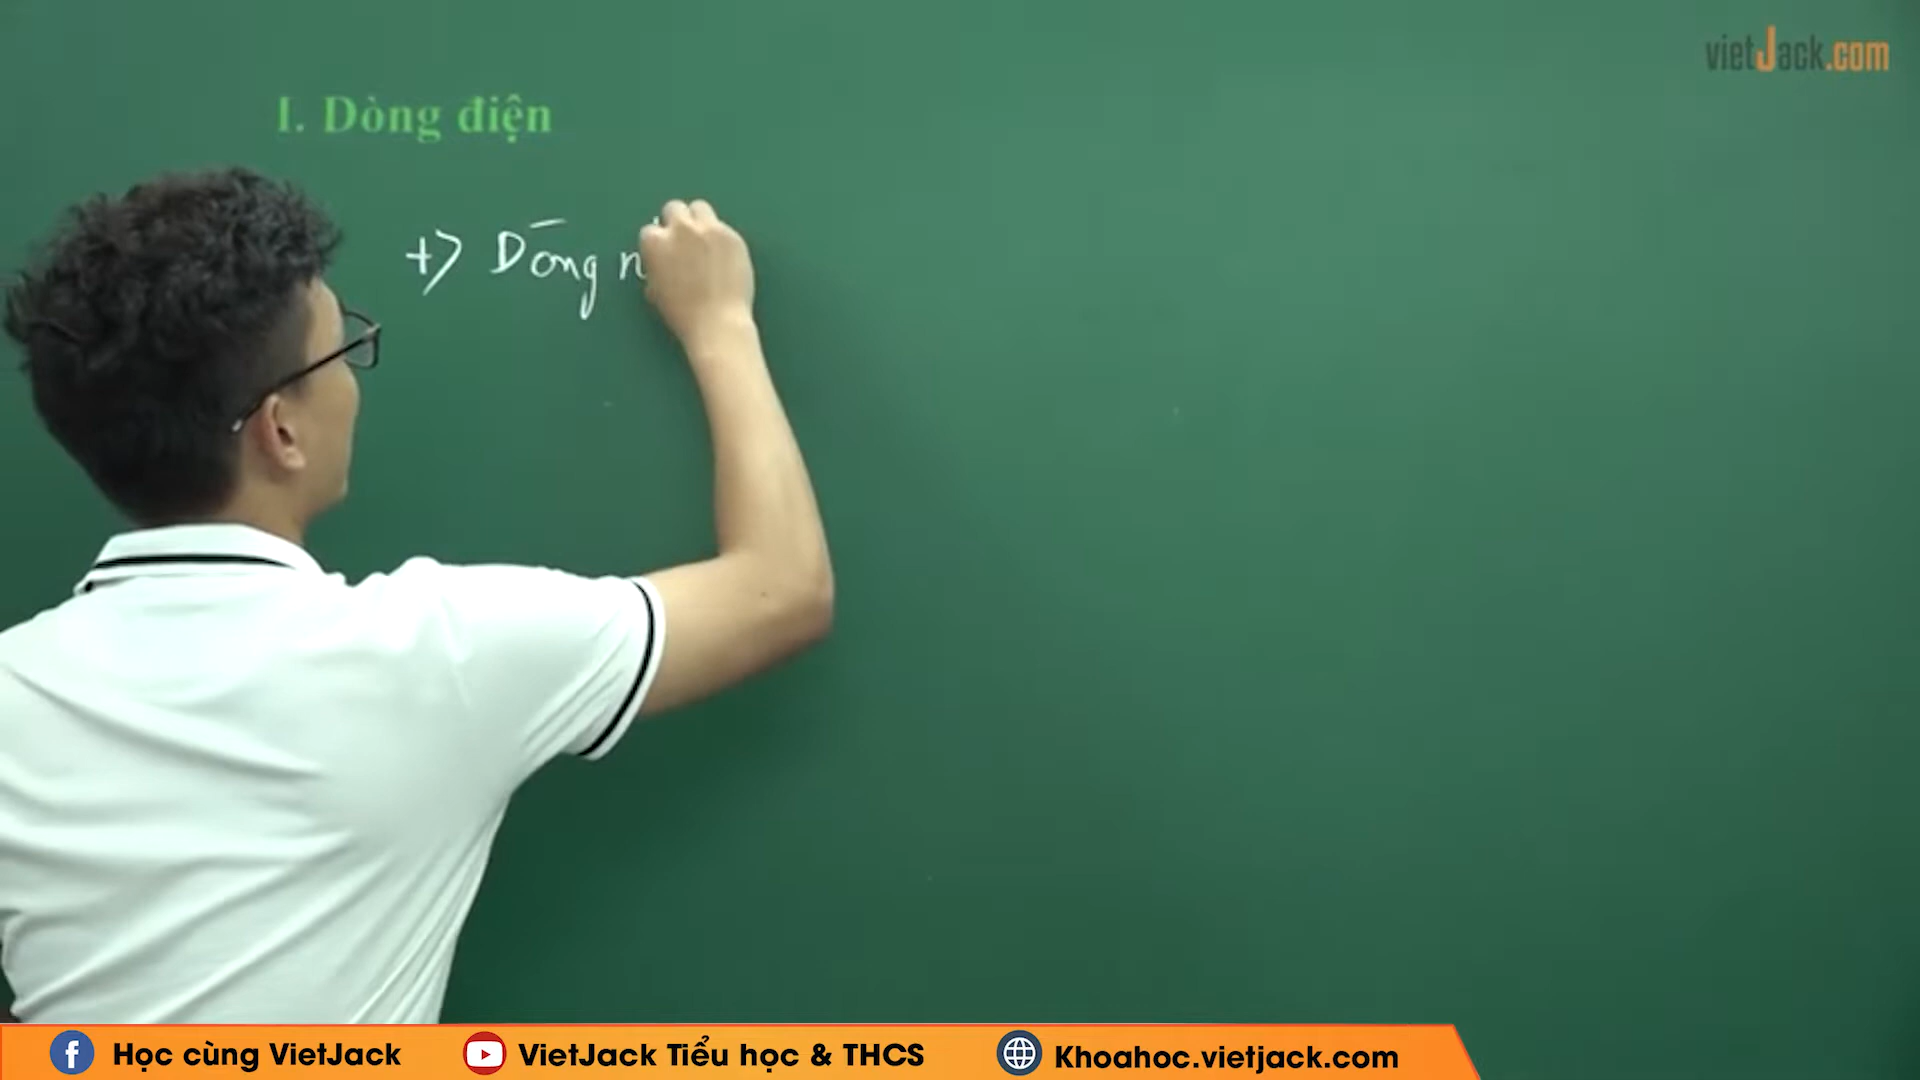 vietJack.com
I. Dòng điện
+> Dòng
Học cùng VietJack
VietJack Tiểu học & THCS
Khoahoc.vietjack.com